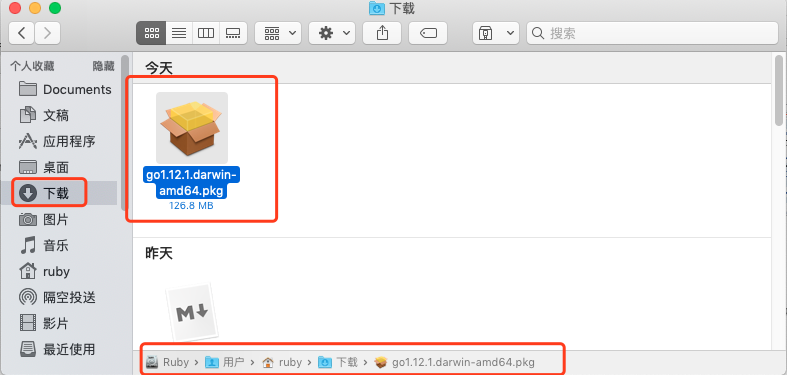 下载
搜索
个人收藏
隐藏
Documents
文稿
应用程序
桌面
下载
图片
音乐
ruby
隔空投送
影片
最近使用
今天
go1.12.1.darwin-
amd64.pkg
126.8 MB
昨天
M
Ruby › 用户 › ruby › 下载 › go1.12.1.darwin-amd64.pkg